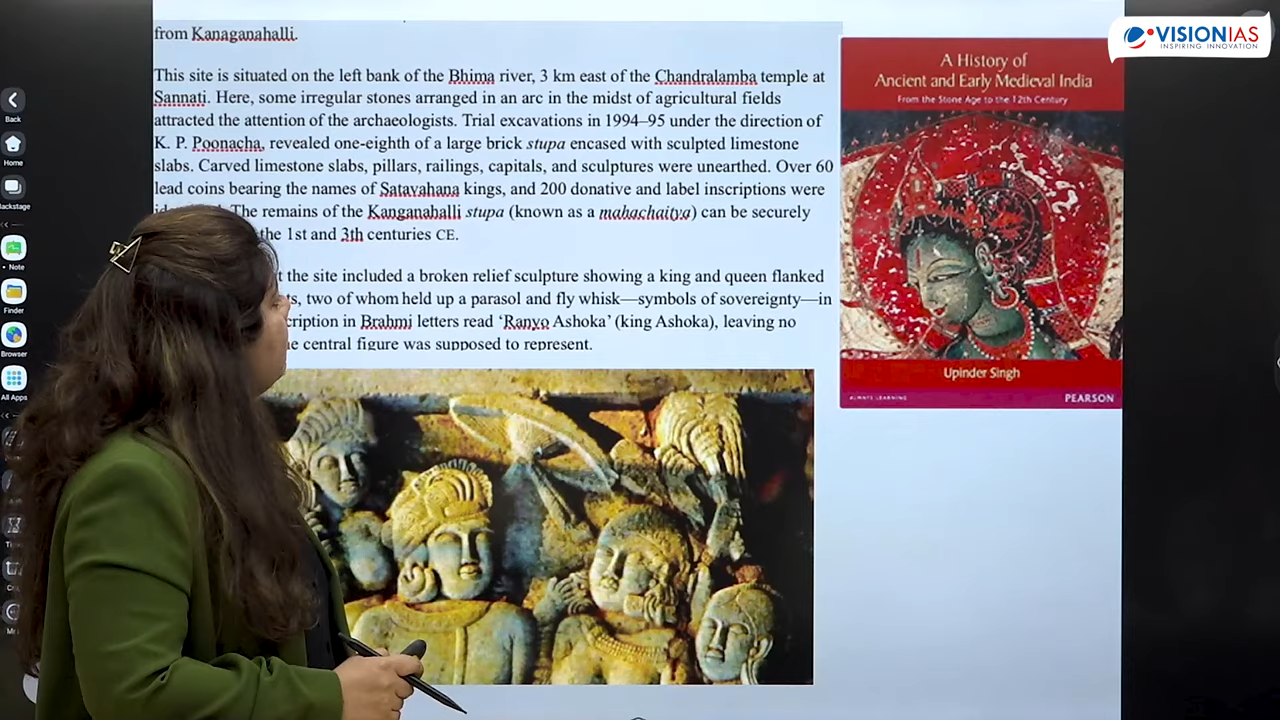 from Kanaganahalli.
This site is situated on the left bank of the Bhima river, 3 km east of the Chandralamba temple at
Sannati. Here, some irregular stones arranged in an arc in the midst of agricultural fields
attracted the attention of the archaeologists. Trial excavations in 1994–95 under the direction of
K. P. Poonacha, revealed one-eighth of a large brick stupa encased with sculpted limestone
slabs. Carved limestone slabs, pillars, railings, capitals, and sculptures were unearthed. Over 60
lead coins bearing the names of Satavahana kings, and 200 donative and label inscriptions were
The remains of the Kanganahalli stupa (known as a mahachaitya) can be securely
the 1st and 3th centuries CE.
the site included a broken relief sculpture showing a king and queen flanked
two of whom held up a parasol and fly whisk—symbols of sovereignty—in
in Brahmi letters read ‘Ranyo Ashoka’ (king Ashoka), leaving no
central figure was supposed to represent.
VISIONIAS
INSPIRING INNOVATION
A History of
Ancient and Early Medieval India
From the Stone Age to the 12th Century
Upinder Singh
ALWAYS LEARNING
PEARSON
Back
Home
Backstage
Note
Finder
Browser
All Apps